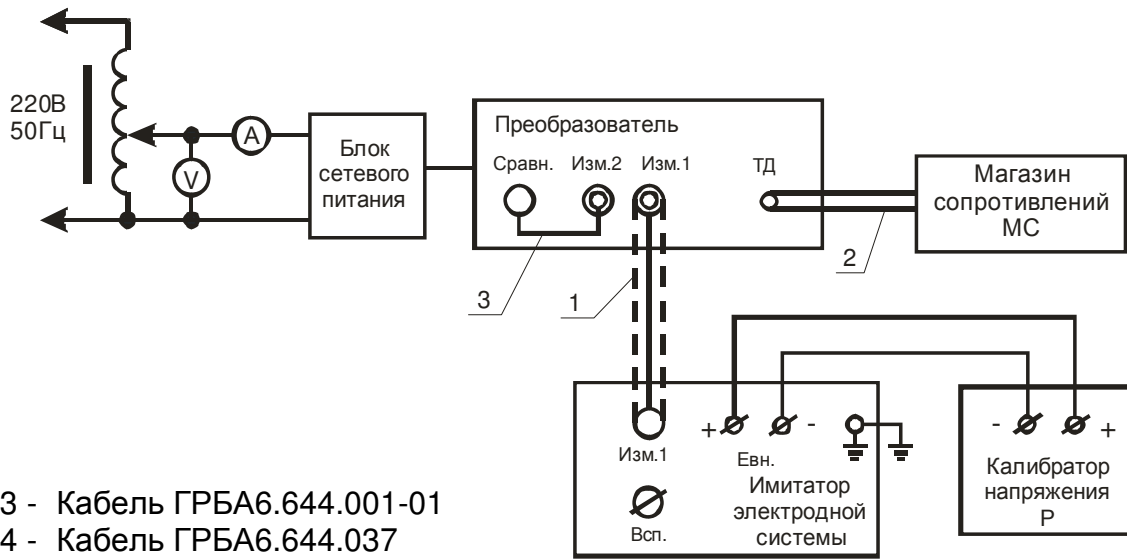 220В
50Гц
A
V
Блок
сетевого
питания
Преобразователь
Сравн. Изм.2 Изм.1 ТД
Магазин
сопротивлений
МС
3
1
2
Изм.1
+ -
Евн.
Имитатор
электродной
системы
Всп.
- +
Калибратор
напряжения
Р
3 - Кабель ГРБА6.644.001-01
4 - Кабель ГРБА6.644.037